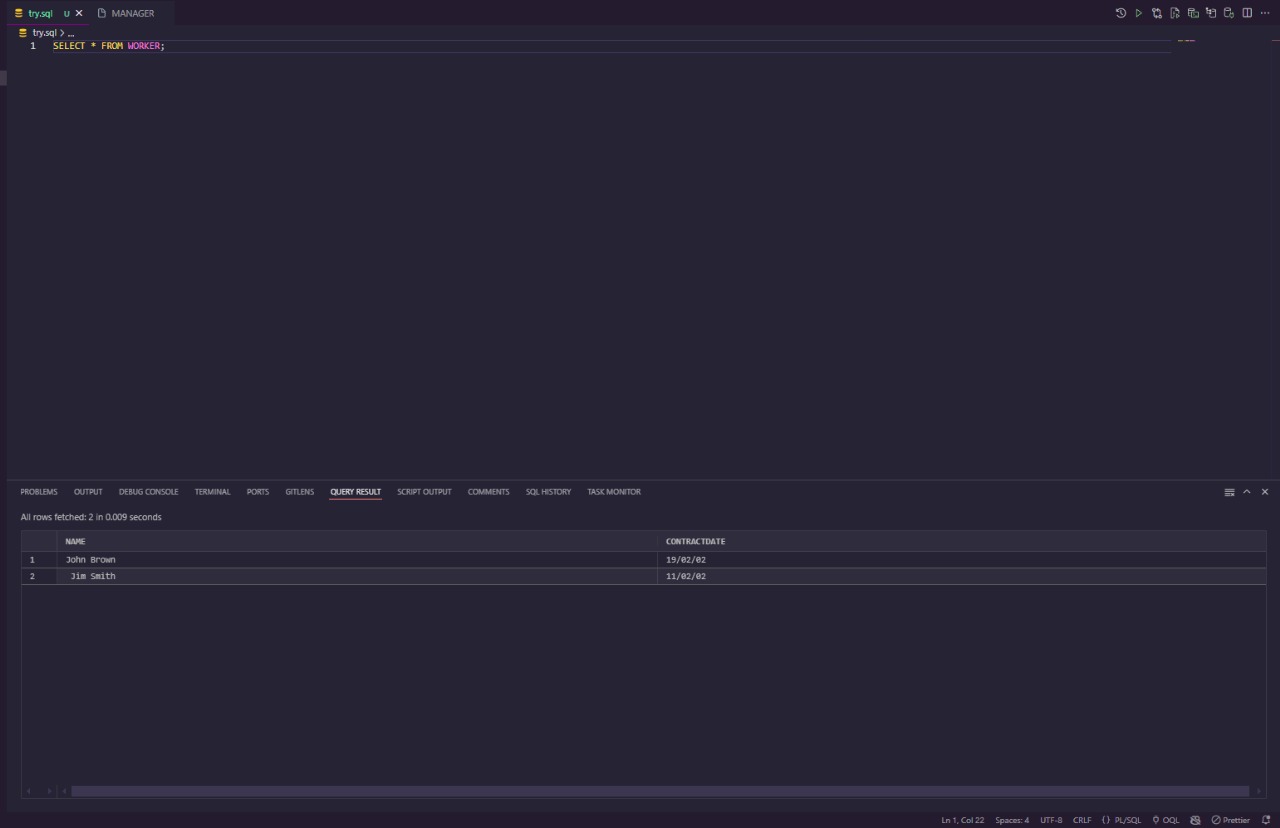 try.sql U MANAGER
try.sql > ...
1 SELECT * FROM WORKER;
PROBLEMS OUTPUT DEBUG CONSOLE TERMINAL PORTS GITLENS QUERY RESULT SCRIPT OUTPUT COMMENTS SQL HISTORY TASK MONITOR
All rows fetched: 2 in 0.009 seconds
NAME CONTRACTDATE
1 John Brown 19/02/02
2 Jim Smith 11/02/02
Ln 1, Col 22 Spaces: 4 UTF-8 CRLF {} PL/SQL OQL Prettier